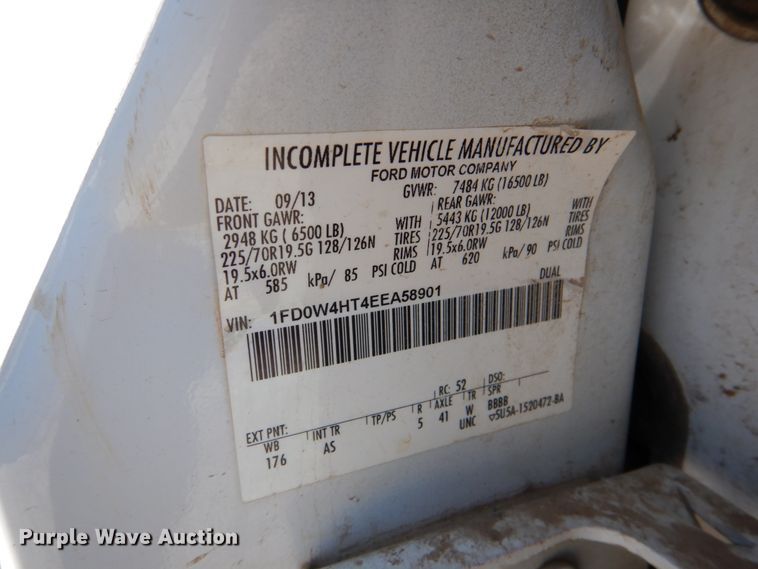 INCOMPLETE VEHICLE MANUFACTURED BY
FORD MOTOR COMPANY
DATE: 09/13 GVWR: 7484 KG (16500 LB)
FRONT GAWR: REAR GAWR:
2948 KG ( 6500 LB) WITH 5443 KG (12000 LB) WITH
225/70R19.5G 128/126N TIRES 225/70R19.5G 128/126N TIRES
19.5x6.0RW RIMS 19.5x6.0RW RIMS
AT 585 kPa/ 85 PSI COLD AT 620 kPa/ 90 PSI COLD
DUAL
VIN: 1FD0W4HT4EEA58901
EXT PNT: RC: 52 DSO:
WB INT TR TP/PS R AXLE TR SPR
176 AS 5 41 W BBBB
UNC ▽5U5A-1520472-BA
Purple Wave Auction